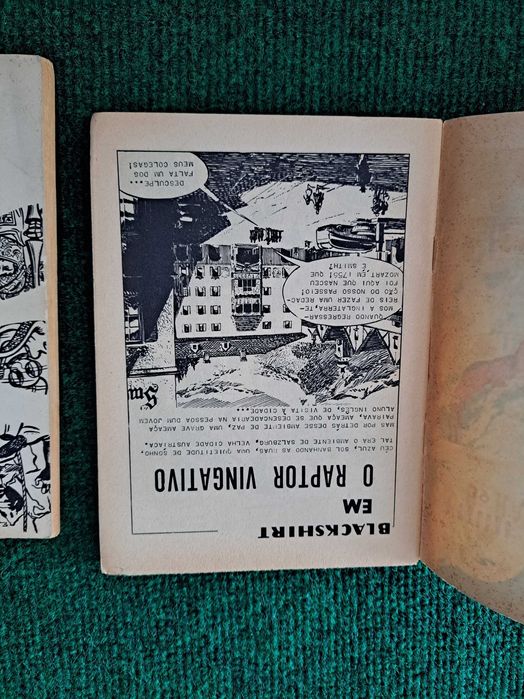 BLACKSHIRT
EM
O RAPTOR VINGATIVO
CÉU AZUL, SOL BANHANDO AS RUAS, UMA QUIETITUDE DE SONHO,
TAL ERA O AMBIENTE DE SALZBURG, VELHA CIDADE AUSTRÍACA.
MAS POR DETRÁS DESSE AMBIENTE DE PAZ, UMA GRAVE AMEAÇA
PAIRAVA, AMEAÇA QUE SE DESENCADEARIA NA PESSOA DUM JOVEM
ALUNO INGLÊS, DE VISITA À CIDADE...
QUANDO REGRESSAR-
MOS A INGLATERRA, TE-
REIS DE FAZER UMA REDAC-
ÇÃO DO NOSSO PASSEIO!
FOI AQUI QUE NASCEU
MOZART, EM 1755! QUE
É SMITH?
DESCULPE...
FALTA UM DOS
MEUS COLEGAS!